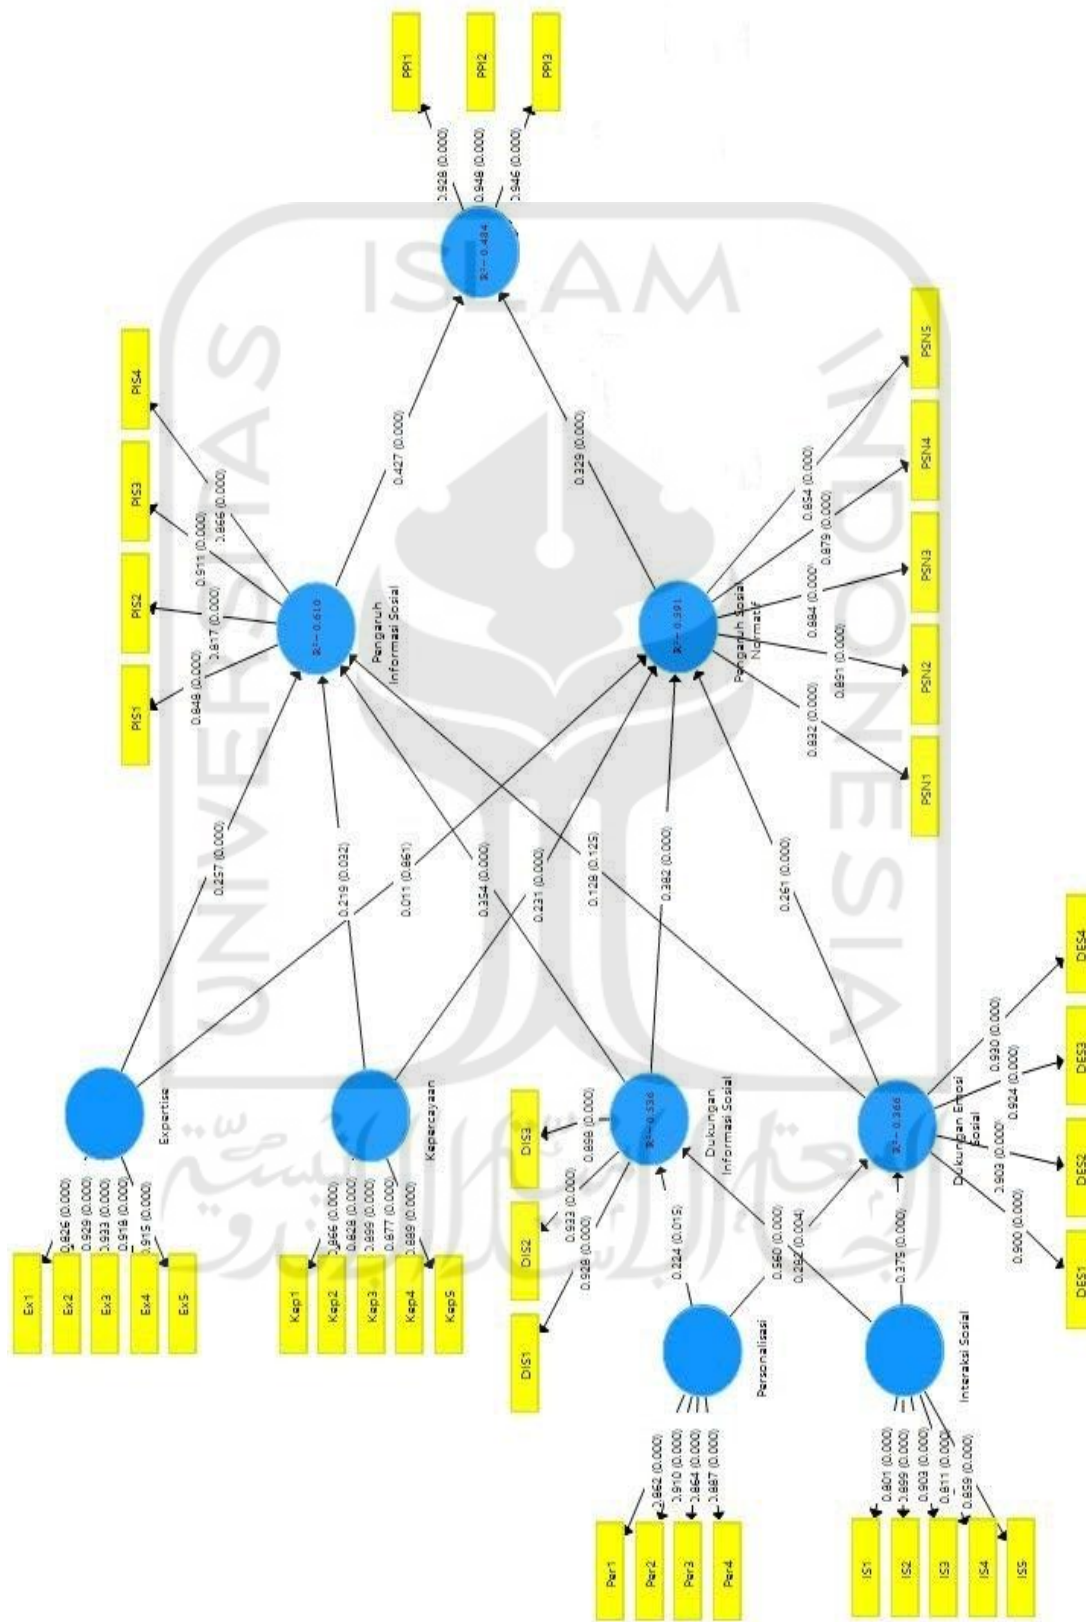 Ex1
Ex2
Ex3
Ex4
Ex5
0.826 (0.000)
0.929 (0.000)
0.933 (0.000)
0.918 (0.000)
0.915 (0.000)
Expertise
Kep1
Kep2
Kep3
Kep4
Kep5
0.866 (0.000)
0.828 (0.000)
0.899 (0.000)
0.877 (0.000)
0.889 (0.000)
Kepercayaan
DIS1
DIS2
DIS3
0.928 (0.000)
0.933 (0.000)
0.898 (0.000)
R²= 0.536
Dukungan
Informasi Sosial
Per1
Per2
Per3
Per4
0.862 (0.000)
0.910 (0.000)
0.864 (0.000)
0.887 (0.000)
Personalisasi
0.224 (0.015)
0.560 (0.000)
0.282 (0.004)
0.375 (0.000)
IS1
IS2
IS3
IS4
IS5
0.801 (0.000)
0.899 (0.000)
0.903 (0.000)
0.811 (0.000)
0.859 (0.000)
Interaksi Sosial
R²= 0.366
Dukungan Emosi
Sosial
DES1
DES2
DES3
DES4
0.900 (0.000)
0.903 (0.000)
0.924 (0.000)
0.930 (0.000)
0.257 (0.000)
0.219 (0.032)
0.011 (0.861)
0.354 (0.000)
0.231 (0.000)
0.128 (0.125)
0.382 (0.000)
0.261 (0.000)
PIS1
PIS2
PIS3
PIS4
0.848 (0.000)
0.817 (0.000)
0.911 (0.000)
0.866 (0.000)
R²= 0.610
Pengaruh
Informasi Sosial
R²= 0.591
Pengaruh Sosial
Normatif
PSN1
PSN2
PSN3
PSN4
PSN5
0.832 (0.000)
0.891 (0.000)
0.884 (0.000)
0.879 (0.000)
0.854 (0.000)
0.427 (0.000)
0.329 (0.000)
R²= 0.484
0.928 (0.000)
0.948 (0.000)
0.946 (0.000)
PPI1
PPI2
PPI3
UNIVERSITAS
ISLAM
INDONESIA